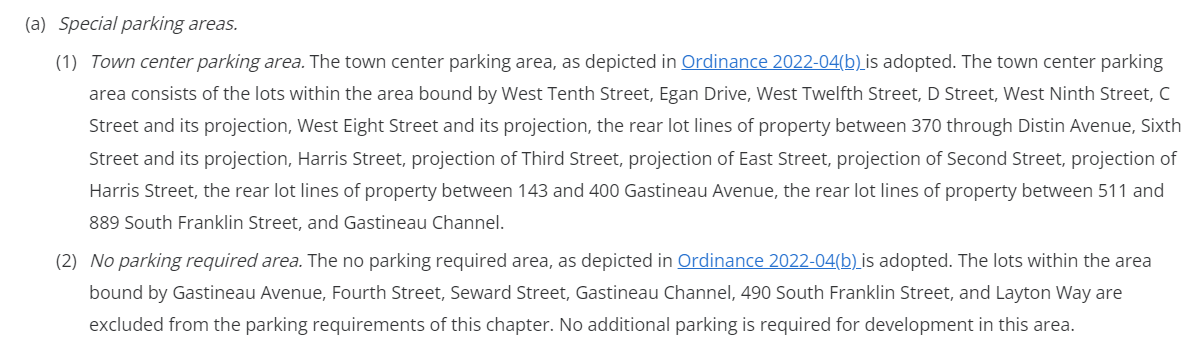 (a) Special parking areas.
(1) Town center parking area. The town center parking area, as depicted in Ordinance 2022-04(b) is adopted. The town center parking
area consists of the lots within the area bound by West Tenth Street, Egan Drive, West Twelfth Street, D Street, West Ninth Street, C
Street and its projection, West Eight Street and its projection, the rear lot lines of property between 370 through Distin Avenue, Sixth
Street and its projection, Harris Street, projection of Third Street, projection of East Street, projection of Second Street, projection of
Harris Street, the rear lot lines of property between 143 and 400 Gastineau Avenue, the rear lot lines of property between 511 and
889 South Franklin Street, and Gastineau Channel.
(2) No parking required area. The no parking required area, as depicted in Ordinance 2022-04(b) is adopted. The lots within the area
bound by Gastineau Avenue, Fourth Street, Seward Street, Gastineau Channel, 490 South Franklin Street, and Layton Way are
excluded from the parking requirements of this chapter. No additional parking is required for development in this area.